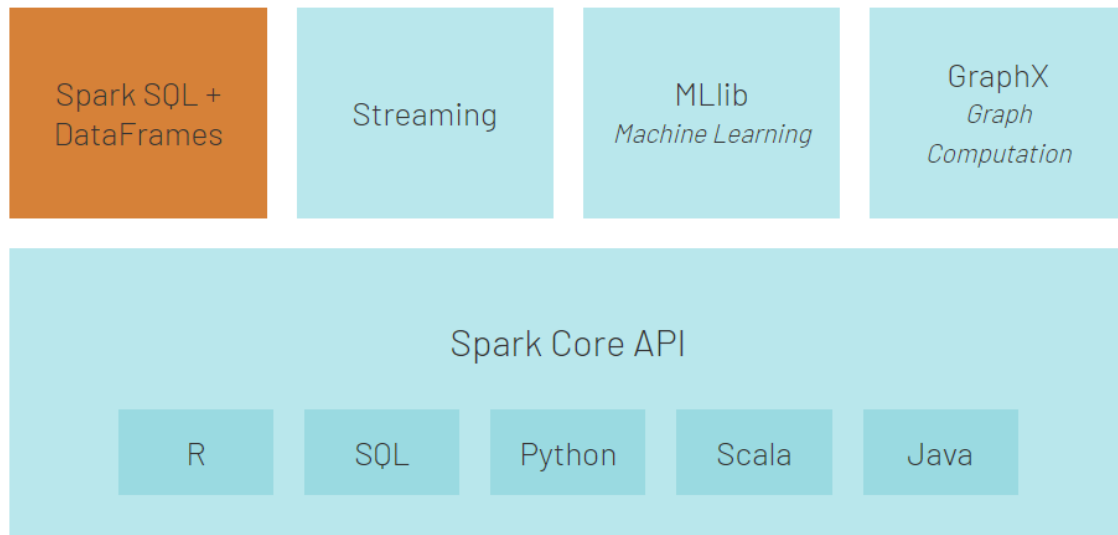 Spark SQL +
DataFrames
Streaming
MLlib
Machine Learning
GraphX
Graph
Computation
Spark Core API
R
SQL
Python
Scala
Java